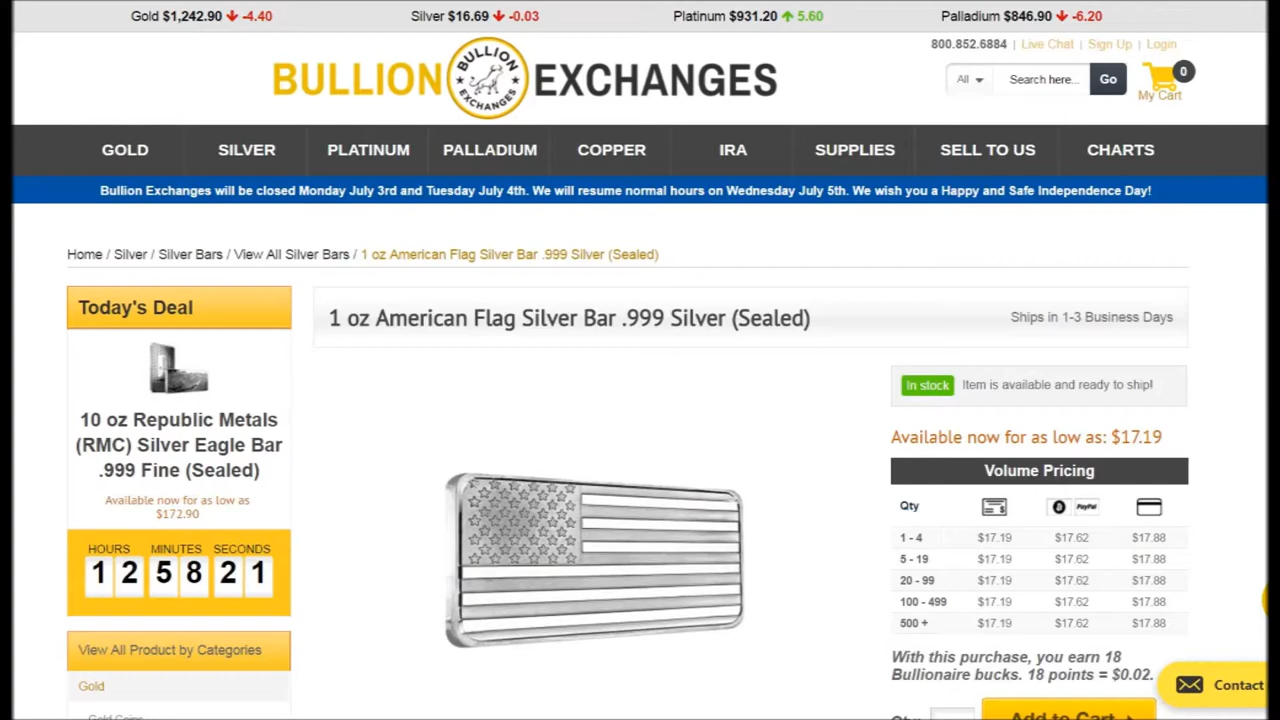 Gold $1,242.90 -4.40 Silver $16.69 -0.03 Platinum $931.20 5.60 Palladium $846.90 -6.20
800.852.6884 | Live Chat | Sign Up | Login
BULLION BULLION EXCHANGES EXCHANGES
All Search here... Go 0
My Cart
GOLD SILVER PLATINUM PALLADIUM COPPER IRA SUPPLIES SELL TO US CHARTS
Bullion Exchanges will be closed Monday July 3rd and Tuesday July 4th. We will resume normal hours on Wednesday July 5th. We wish you a Happy and Safe Independence Day!
Home / Silver / Silver Bars / View All Silver Bars / 1 oz American Flag Silver Bar .999 Silver (Sealed)
Today's Deal
10 oz Republic Metals
(RMC) Silver Eagle Bar
.999 Fine (Sealed)
Available now for as low as
$172.90
HOURS MINUTES SECONDS
12 58 21
View All Product by Categories
Gold
Gold Coins
1 oz American Flag Silver Bar .999 Silver (Sealed)
Ships in 1-3 Business Days
In stock Item is available and ready to ship!
Available now for as low as: $17.19
Volume Pricing
Qty PayPal
1 - 4 $17.19 $17.62 $17.88
5 - 19 $17.19 $17.62 $17.88
20 - 99 $17.19 $17.62 $17.88
100 - 499 $17.19 $17.62 $17.88
500 + $17.19 $17.62 $17.88
With this purchase, you earn 18
Bullionaire bucks. 18 points = $0.02.
Contact
Qty: Add to Cart